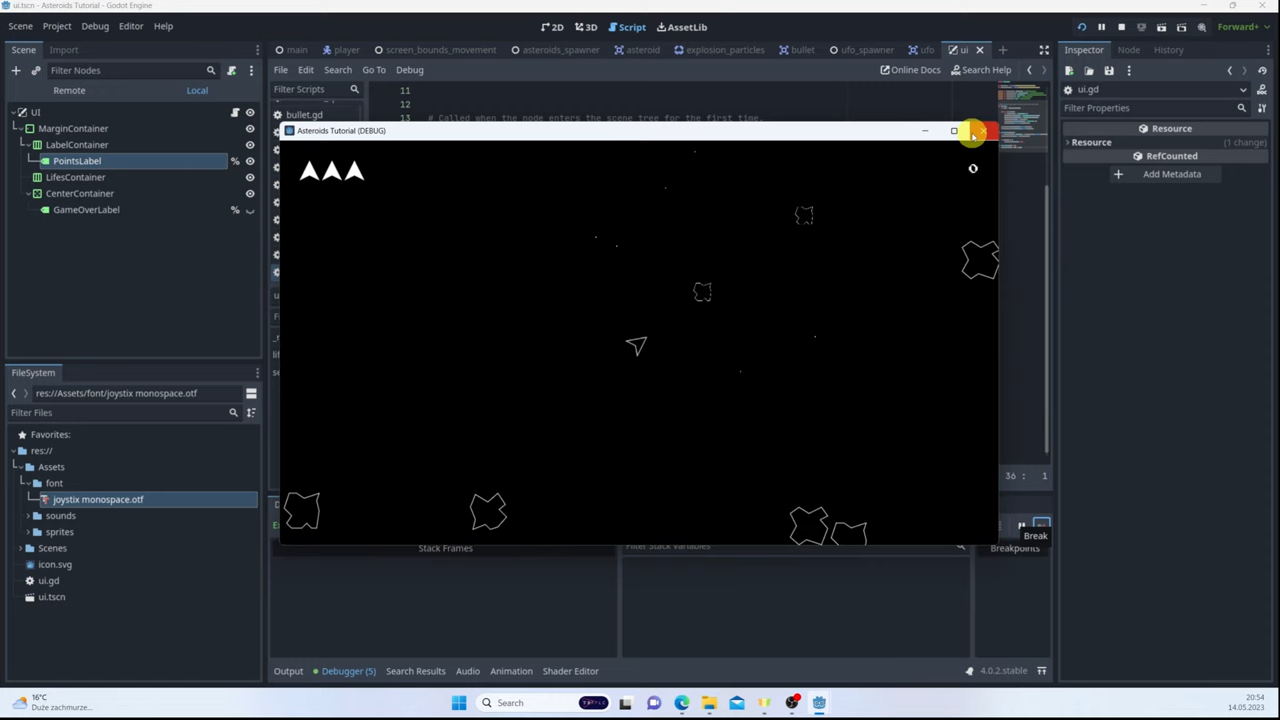 ui.tscn - Asteroids Tutorial - Godot Engine
Scene Project Debug Editor Help
2D 3D Script AssetLib
Forward+
Scene Import
main player screen_bounds_movement asteroids_spawner asteroid explosion_particles bullet ufo_spawner ufo ui
Inspector Node History
Filter Nodes
File Edit Search Go To Debug
Online Docs Search Help
Remote Local
Filter Scripts
11
ui.gd
12
Filter Properties
UI
bullet.gd
13 # Called when the node enters the scene tree for the first time.
MarginContainer
Asteroids Tutorial (DEBUG)
Resource
LabelContainer
Resource (1 change)
PointsLabel
RefCounted
LifesContainer
Add Metadata
CenterContainer
0
GameOverLabel
FileSystem
res://Assets/font/joystix monospace.otf
Filter Files
Favorites:
res://
Assets
font
36 : 1
joystix monospace.otf
sounds
sprites
Break
Scenes
Stack Frames
Filter Stack Variables
Breakpoints
icon.svg
ui.gd
ui.tscn
Output Debugger (5) Search Results Audio Animation Shader Editor
4.0.2.stable
16°C
Duże zachmurze...
Search
20:54
14.05.2023